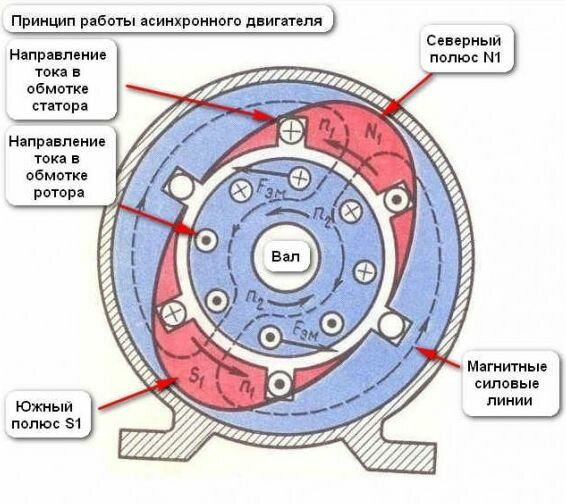 Принцип работы асинхронного двигателя
Направление
тока в
обмотке
статора
Северный
полюс N1
Направление
тока в
обмотке
ротора
n₁
N₁
Fэм
n₂
Вал
n₂
Fэм
S₁
n₁
Магнитные
силовые
линии
Южный
полюс S1